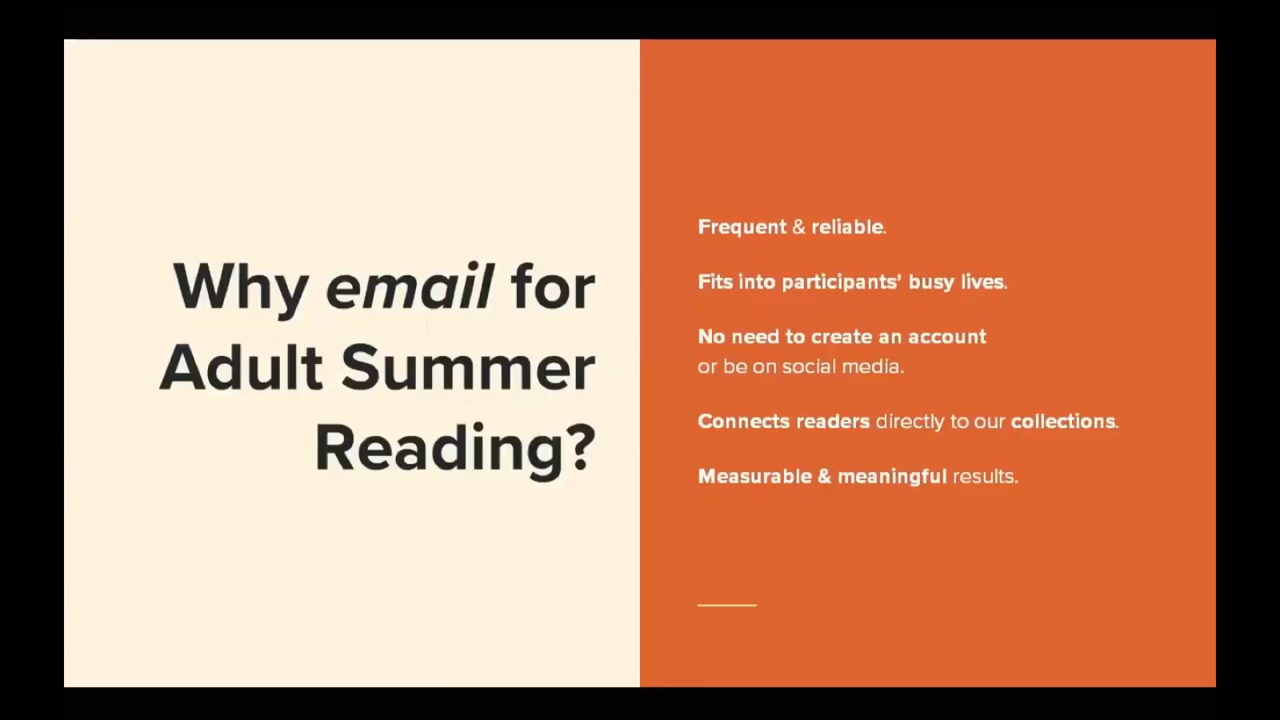 Why email for
Adult Summer
Reading?
Frequent & reliable.
Fits into participants' busy lives.
No need to create an account
or be on social media.
Connects readers directly to our collections.
Measurable & meaningful results.